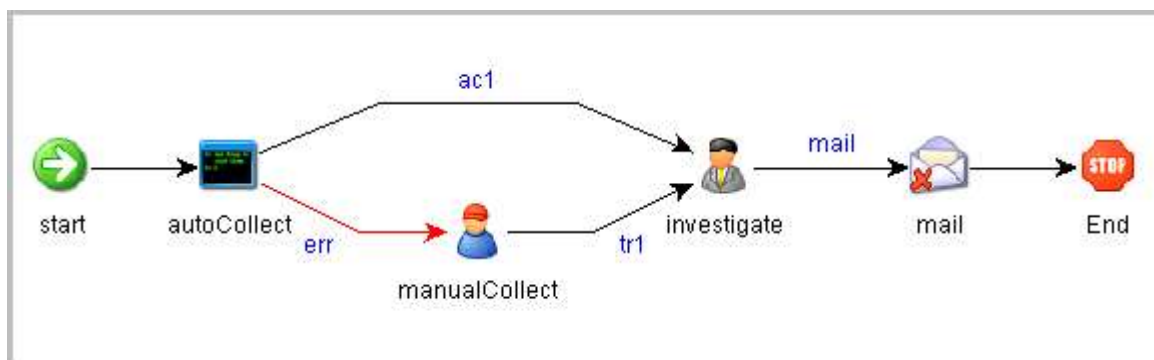 ac1
mail
STOP
start
autoCollect
err
tr1
investigate
mail
End
manualCollect